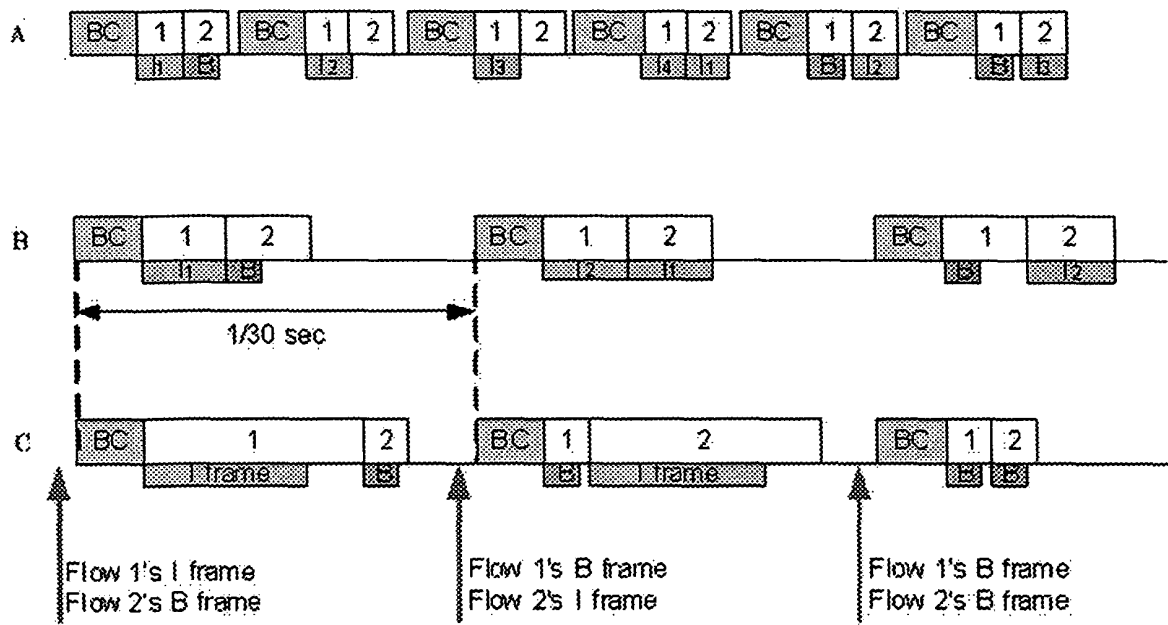 A BC 1 2 BC 1 2 BC 1 2 BC 1 2 BC 1 2 BC 1 2
I1 B I2 I3 I4 I1 B I2 B I3
B BC 1 2 BC 1 2 BC 1 2
I1 B I2 I1 B I2
1/30 sec
C BC 1 2 BC 1 2 BC 1 2
I frame B B I frame B B
Flow 1's I frame
Flow 2's B frame
Flow 1's B frame
Flow 2's I frame
Flow 1's B frame
Flow 2's B frame